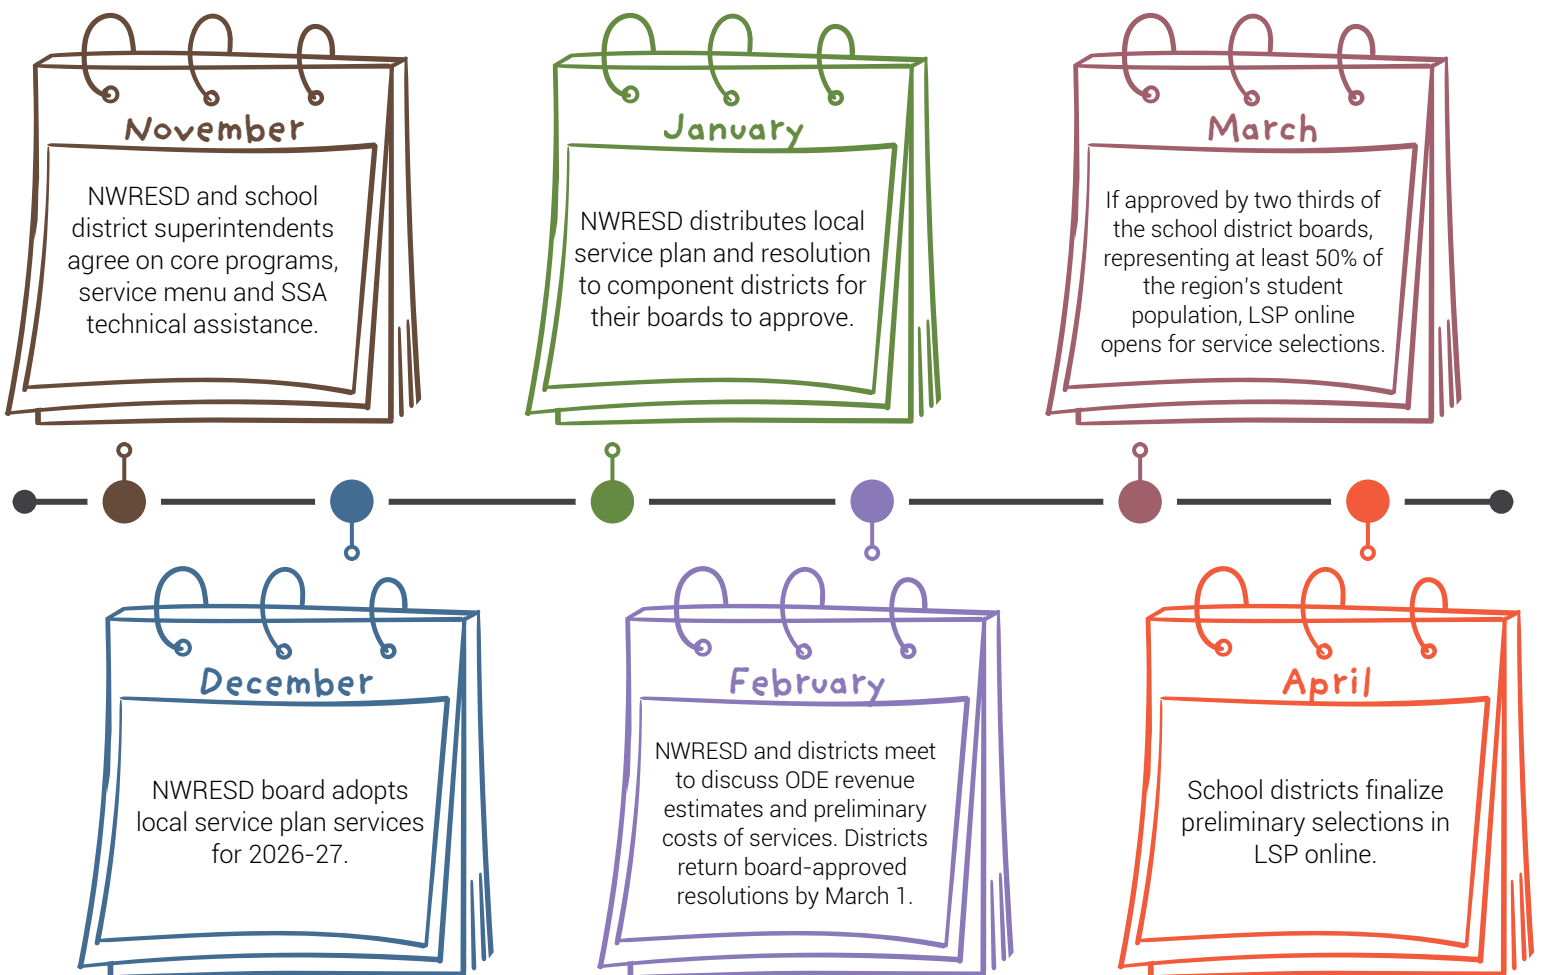 November
NWRESD and school
district superintendents
agree on core programs,
service menu and SSA
technical assistance.
January
NWRESD distributes local
service plan and resolution
to component districts for
their boards to approve.
March
If approved by two thirds of
the school district boards,
representing at least 50% of
the region's student
population, LSP online
opens for service selections.
December
NWRESD board adopts
local service plan services
for 2026-27.
February
NWRESD and districts meet
to discuss ODE revenue
estimates and preliminary
costs of services. Districts
return board-approved
resolutions by March 1.
April
School districts finalize
preliminary selections in
LSP online.